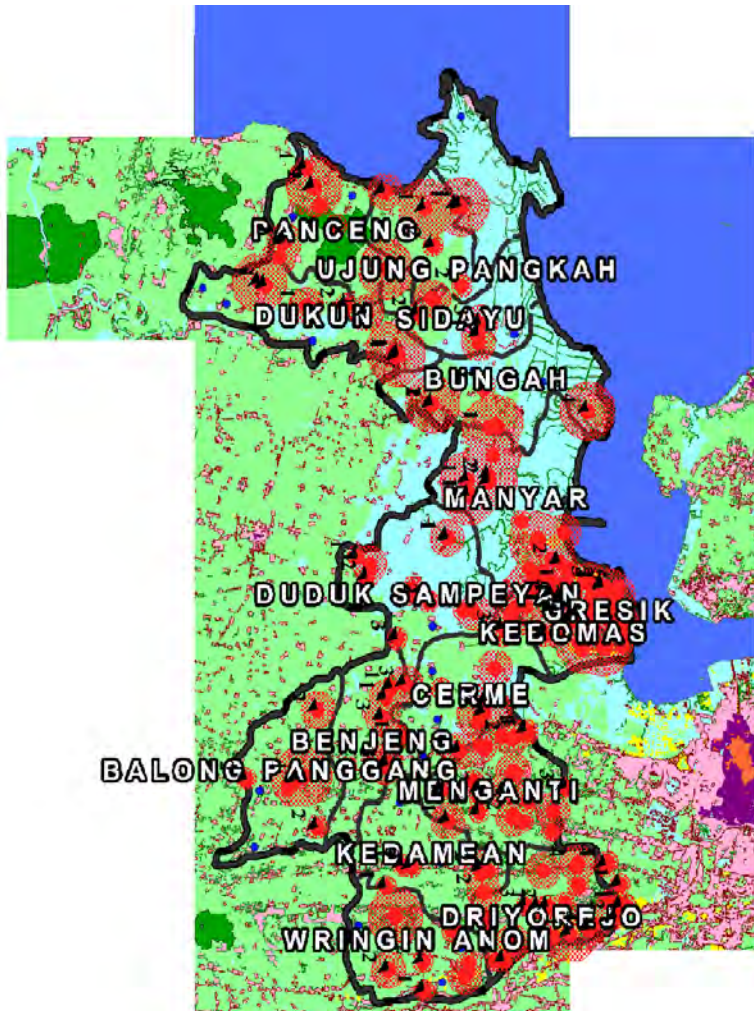 PANCENG
UJUNG PANGKAH
DUKUN SIDAYU
BUNGAH
MANYAR
DUDUK SAMPEYAN
GRESIK
KEBOMAS
CERME
BENJENG
BALONG PANGGANG
MENGANTI
KEDAMEAN
DRIYOREJO
WRINGIN ANOM